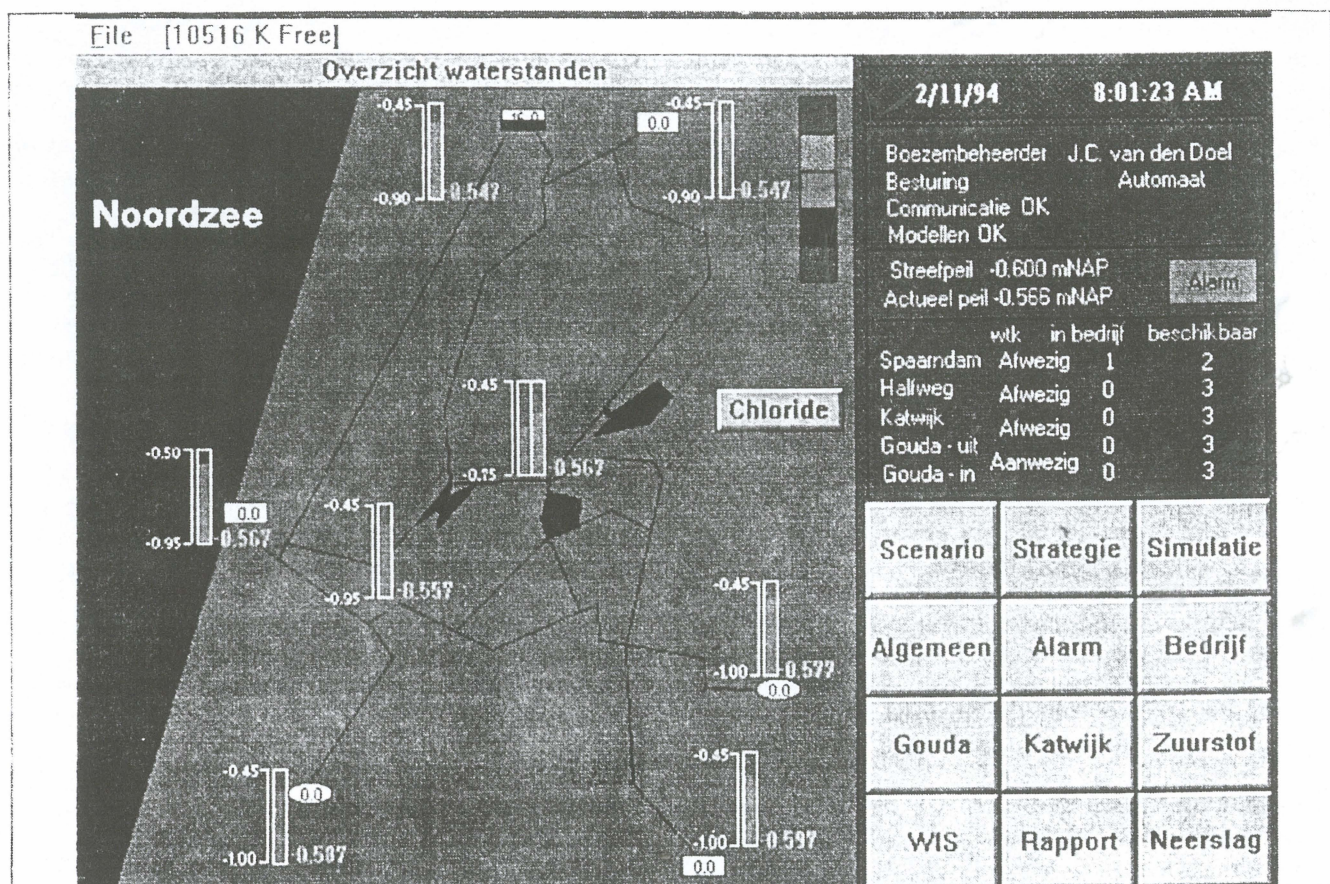 File [10516 K Free]
Overzicht waterstanden
2/11/94 8:01:23 AM
Boezembeheerder J.C. van den Doel
Besturing Automaat
Communicatie OK
Modellen OK
Streefpeil -0.600 mNAP
Actueel peil -0.566 mNAP
Alarm
wtk in bedrijf beschikbaar
Spaarndam Afwezig 1 2
Halfweg Afwezig 0 3
Katwijk Afwezig 0 3
Gouda - uit 0 3
Gouda - in Aanwezig 0 3
Noordzee
-0.45
-0.90
-0.547
0.0
-0.45
-0.90
-0.547
-0.45
-0.75
-0.567
Chloride
-0.50
-0.95
0.0
-0.567
-0.45
-0.95
-0.557
-0.45
-1.00
-0.577
0.0
-0.45
-1.00
0.0
-0.587
-0.45
-1.00
-0.597
0.0
Scenario Strategie Simulatie
Algemeen Alarm Bedrijf
Gouda Katwijk Zuurstof
WIS Rapport Neerslag